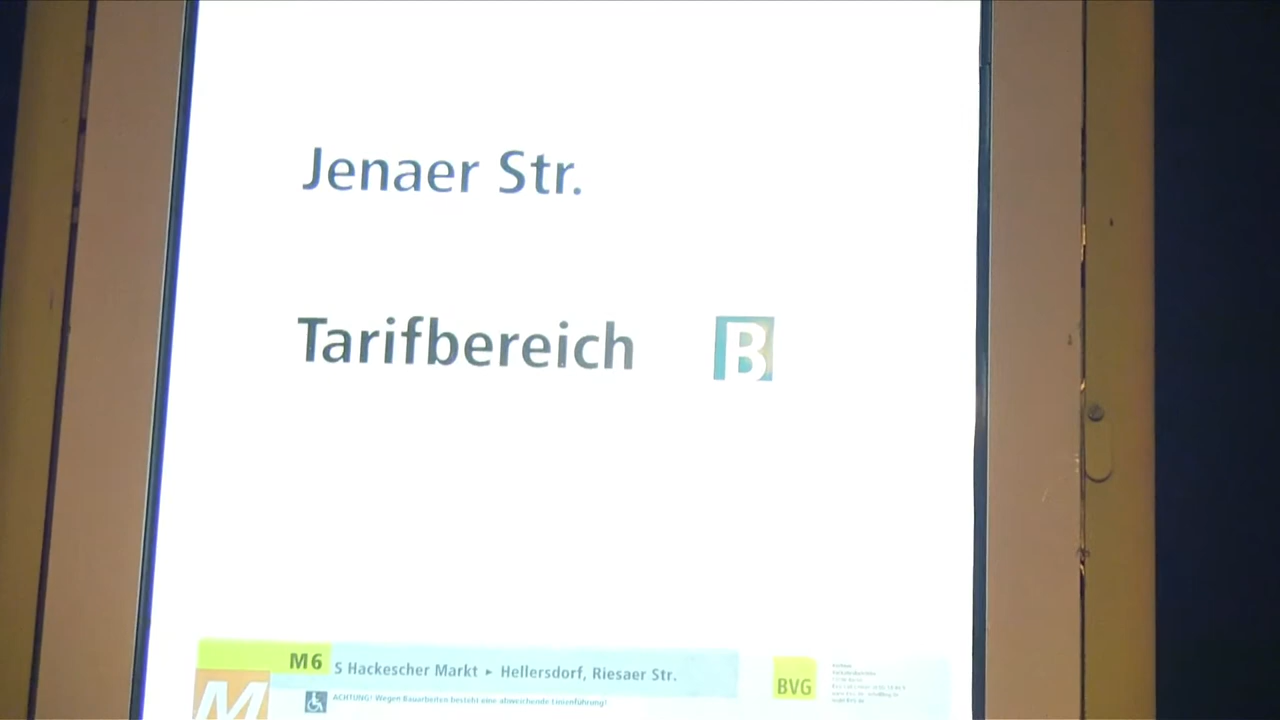 Jenaer Str.
Tarifbereich B
M6 S Hackescher Markt ▸ Hellersdorf, Riesaer Str.
M
ACHTUNG! Wegen Bauarbeiten besteht eine abweichende Linienführung!
BVG